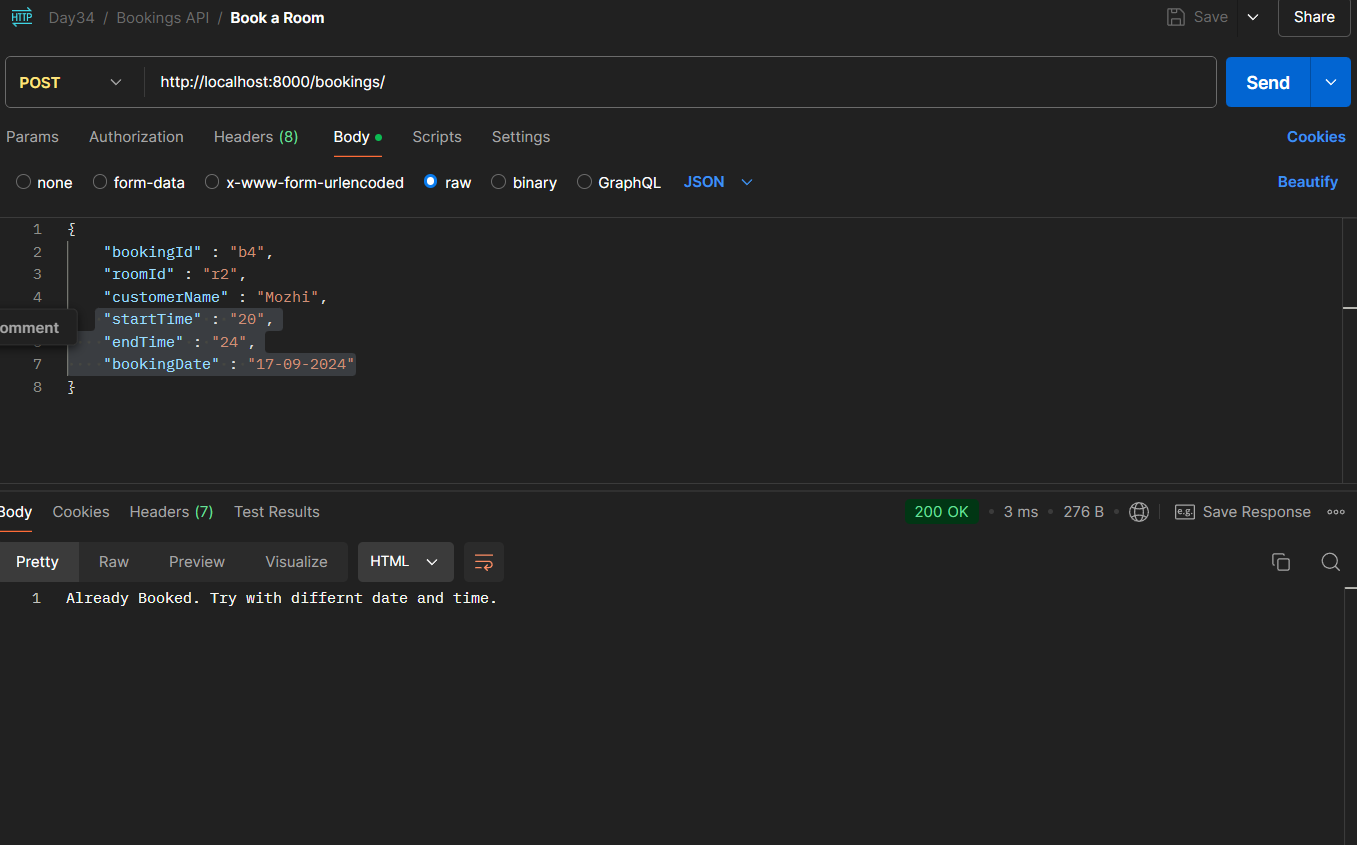 HTTP Day34 / Bookings API / Book a Room Save Share
POST http://localhost:8000/bookings/ Send
Params Authorization Headers (8) Body Scripts Settings Cookies
none form-data x-www-form-urlencoded raw binary GraphQL JSON Beautify
1 {
2 "bookingId" : "b4",
3 "roomId" : "r2",
4 "customerName" : "Mozhi",
omment "startTime" : "20",
"endTime" : "24",
7 "bookingDate" : "17-09-2024"
8 }
Body Cookies Headers (7) Test Results 200 OK • 3 ms • 276 B • e.g. Save Response
Pretty Raw Preview Visualize HTML
1 Already Booked. Try with differnt date and time.